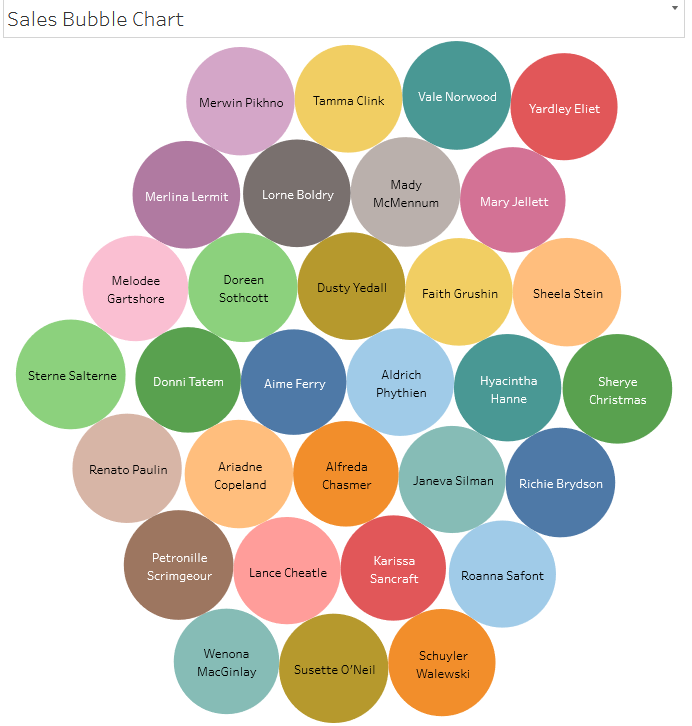 Sales Bubble Chart
Merwin Pikhno
Tamma Clink
Vale Norwood
Yardley Eliet
Merlina Lermit
Lorne Boldry
Mady
McMennum
Mary Jellett
Melodee
Gartshore
Doreen
Sothcott
Dusty Yedall
Faith Grushin
Sheela Stein
Sterne Salterne
Donni Tatem
Aime Ferry
Aldrich
Phythien
Hyacintha
Hanne
Sherye
Christmas
Renato Paulin
Ariadne
Copeland
Alfreda
Chasmer
Janeva Silman
Richie Brydson
Petronille
Scrimgeour
Lance Cheatle
Karissa
Sancraft
Roanna Safont
Wenona
MacGinlay
Susette O'Neil
Schuyler
Walewski